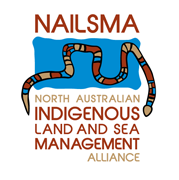 NAILSMA
NORTH AUSTRALIAN
INDIGENOUS
LAND AND SEA
MANAGEMENT
ALLIANCE